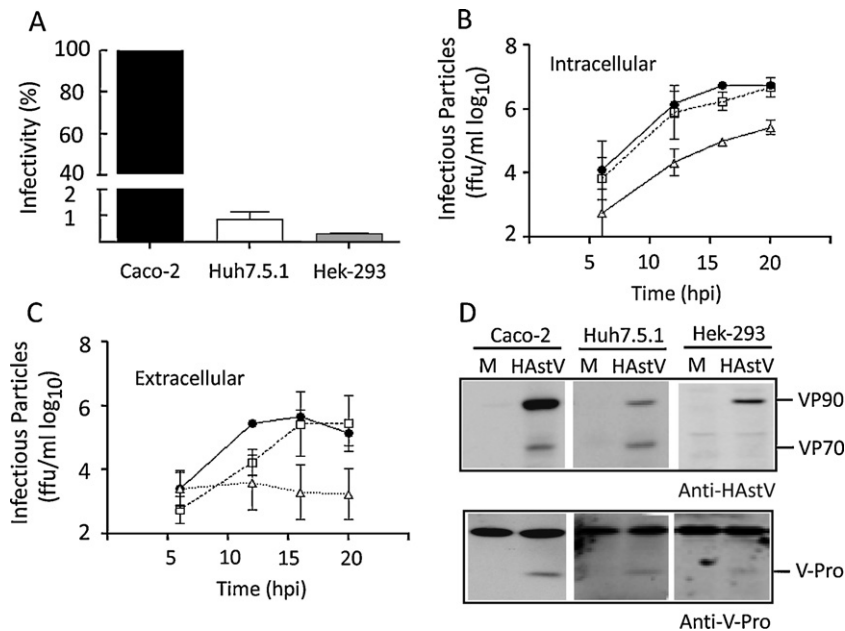 A
Infectivity (%)
100
80
60
40
2
1
Caco-2 Huh7.5.1 Hek-293
B
Infectious Particles
(ffu/ml log10)
8
6
4
2
Intracellular
5 10 15 20
Time (hpi)
C
Infectious Particles
(ffu/ml log10)
8
6
4
2
Extracellular
5 10 15 20
Time (hpi)
D
Caco-2 Huh7.5.1 Hek-293
M HAstV M HAstV M HAstV
VP90
VP70
Anti-HAstV
V-Pro
Anti-V-Pro